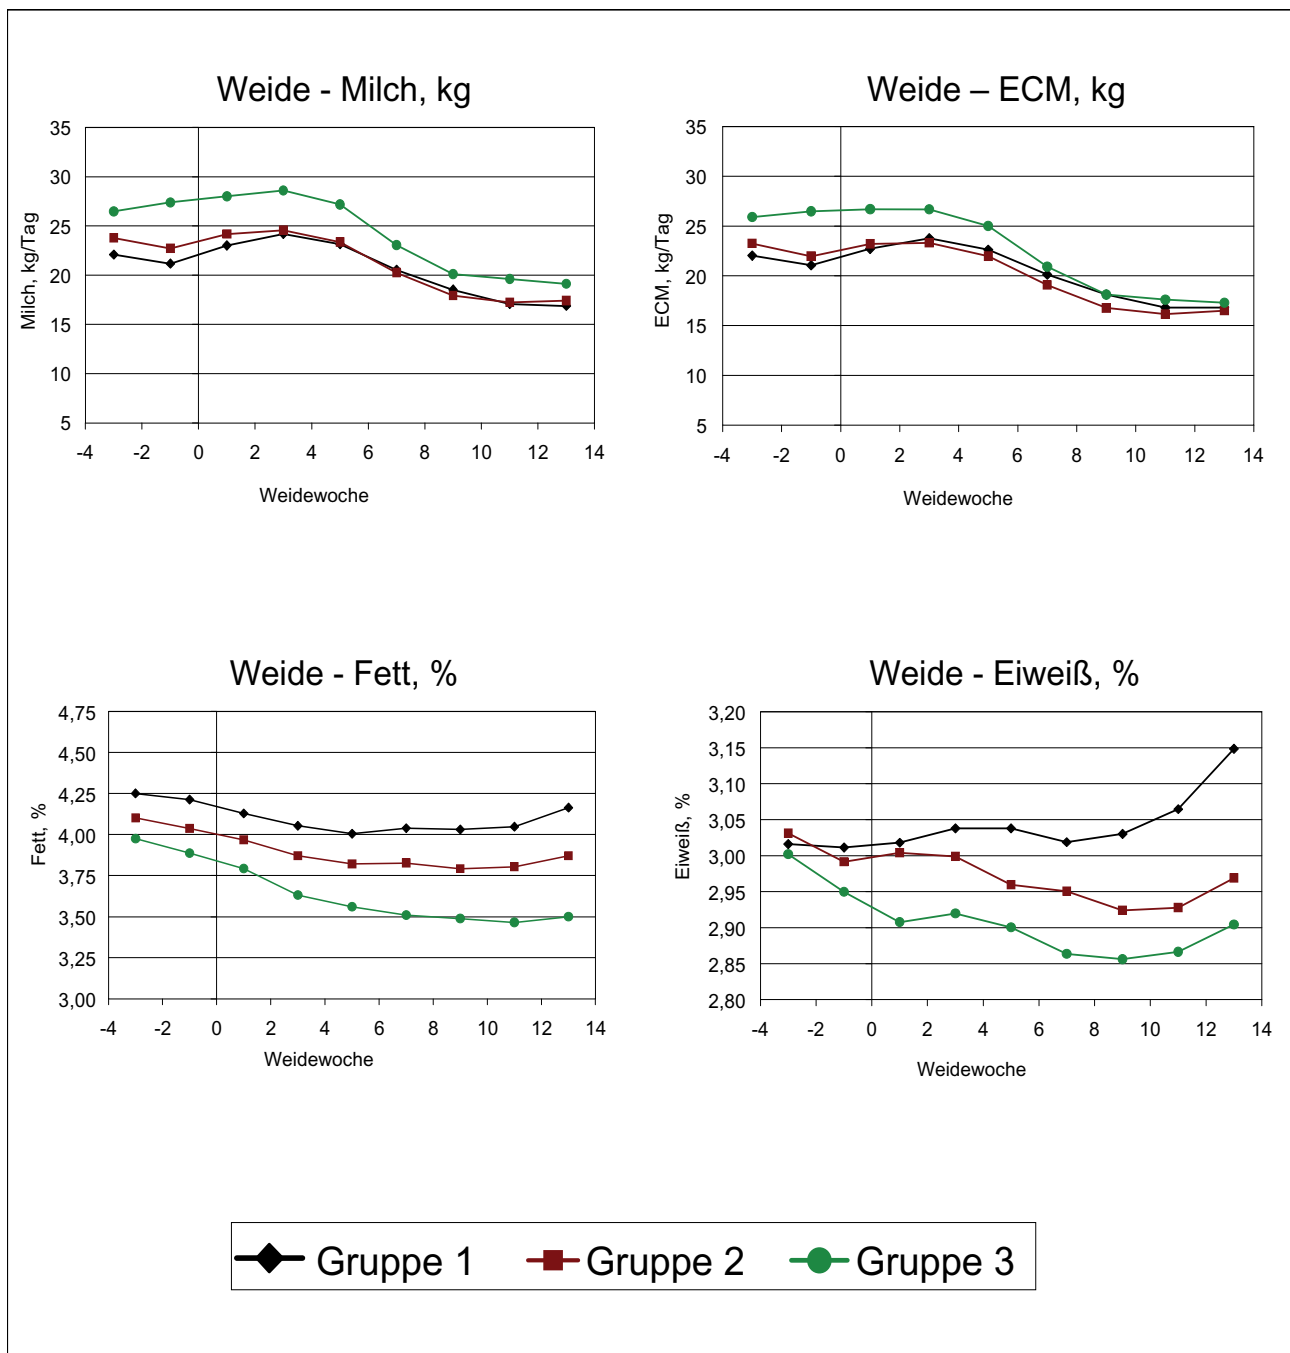 Weide - Milch, kg
35
30
25
20
15
10
5
Milch, kg/Tag
-4 -2 0 2 4 6 8 10 12 14
Weidewoche
Weide – ECM, kg
35
30
25
20
15
10
5
ECM, kg/Tag
-4 -2 0 2 4 6 8 10 12 14
Weidewoche
Weide - Fett, %
4,75
4,50
4,25
4,00
3,75
3,50
3,25
3,00
Fett, %
-4 -2 0 2 4 6 8 10 12 14
Weidewoche
Weide - Eiweiß, %
3,20
3,15
3,10
3,05
3,00
2,95
2,90
2,85
2,80
Eiweiß, %
-4 -2 0 2 4 6 8 10 12 14
Weidewoche
Gruppe 1 Gruppe 2 Gruppe 3